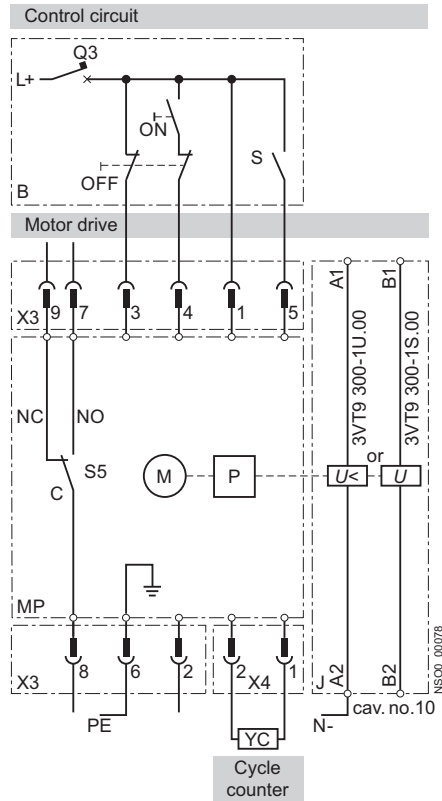 Control circuit
Q3
L+
ON
S
OFF
B
Motor drive
X3
9
7
3
4
1
5
A1
B1
3VT9 300-1U.00
3VT9 300-1S.00
NC
NO
or
S5
M
P
U<
U
C
MP
X3
8
6
2
2
X4
1
J
A2
B2
NSO0_00078
cav. no.10
PE
N-
YC
Cycle
counter